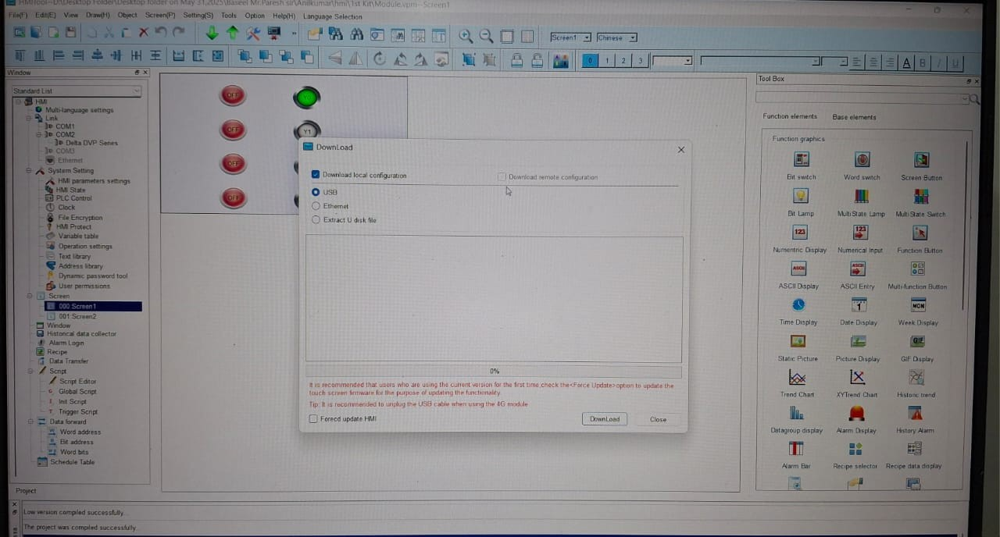 HMITool--D:\Desktop Folder\Desktop folder on May 31,2025\Baseel Mr.Paresh sir\Anilkumar\hmi\1st Kit\Module.vpm--Screen1
File(F) Edit(E) View Draw(H) Object Screen(P) Setting(S) Tools Option Help(H) Language Selection
Screen1 Chinese
0 1 2 3
A B I U
Window
Standard List
HMI
Multi-language settings
Link
COM1
COM2
Delta DVP Series
COM3
Ethernet
System Setting
HMI parameters settings
HMI State
PLC Control
Clock
File Encryption
HMI Protect
Variable table
Operation settings
Text library
Address library
Dynamic password tool
User permissions
Screen
000 Screen1
001 Screen2
Window
Historical data collector
Alarm Login
Recipe
Data Transfer
Script
Script Editor
Global Script
Init Script
Trigger Script
Data forward
Word address
Bit address
Word bits
Schedule Table
Project
OFF
OFF Y1
OFF
OFF
DownLoad
Download local configuration Download remote configuration
USB
Ethernet
Extract U disk file
0%
It is recommended that users who are using the current version for the first time,check the<Force Update>option to update the
touch screen firmware for the purpose of updating the functionality
Tip: It is recommended to unplug the USB cable when using the 4G module
Forecd update HMI DownLoad Close
Tool Box
Function elements Base elements
Function graphics
Bit switch Word switch Screen Button
Bit Lamp Multi State Lamp Multi State Switch
123 123
Numentric Display Numerical Input Function Button
ASCII ASCII
ASCII Display ASCII Entry Multi-function Button
1 MON
Time Display Date Display Week Display
GIF
Static Picture Picture Display GIF Display
Trend Chart XYTrend Chart Historic trend
Datagroup display Alarm Display History Alarm
Alarm Bar Recipe selector Recipe data display
Low version compiled successfully
The project was compiled successfully